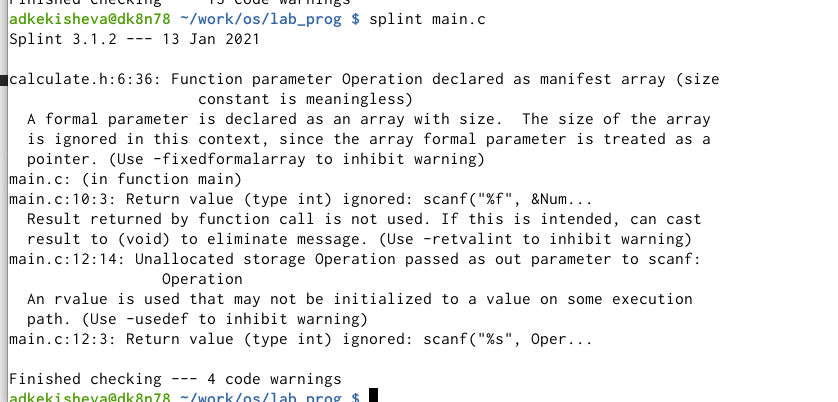 Finished checking --- 15 code warnings
adkekisheva@dk8n78 ~/work/os/lab_prog $ splint main.c
Splint 3.1.2 --- 13 Jan 2021
calculate.h:6:36: Function parameter Operation declared as manifest array (size
constant is meaningless)
A formal parameter is declared as an array with size.  The size of the array
is ignored in this context, since the array formal parameter is treated as a
pointer. (Use -fixedformalarray to inhibit warning)
main.c: (in function main)
main.c:10:3: Return value (type int) ignored: scanf("%f", &Num...
Result returned by function call is not used. If this is intended, can cast
result to (void) to eliminate message. (Use -retvalint to inhibit warning)
main.c:12:14: Unallocated storage Operation passed as out parameter to scanf:
Operation
An rvalue is used that may not be initialized to a value on some execution
path. (Use -usedef to inhibit warning)
main.c:12:3: Return value (type int) ignored: scanf("%s", Oper...
Finished checking --- 4 code warnings
adkekisheva@dk8n78 ~/work/os/lab_prog $